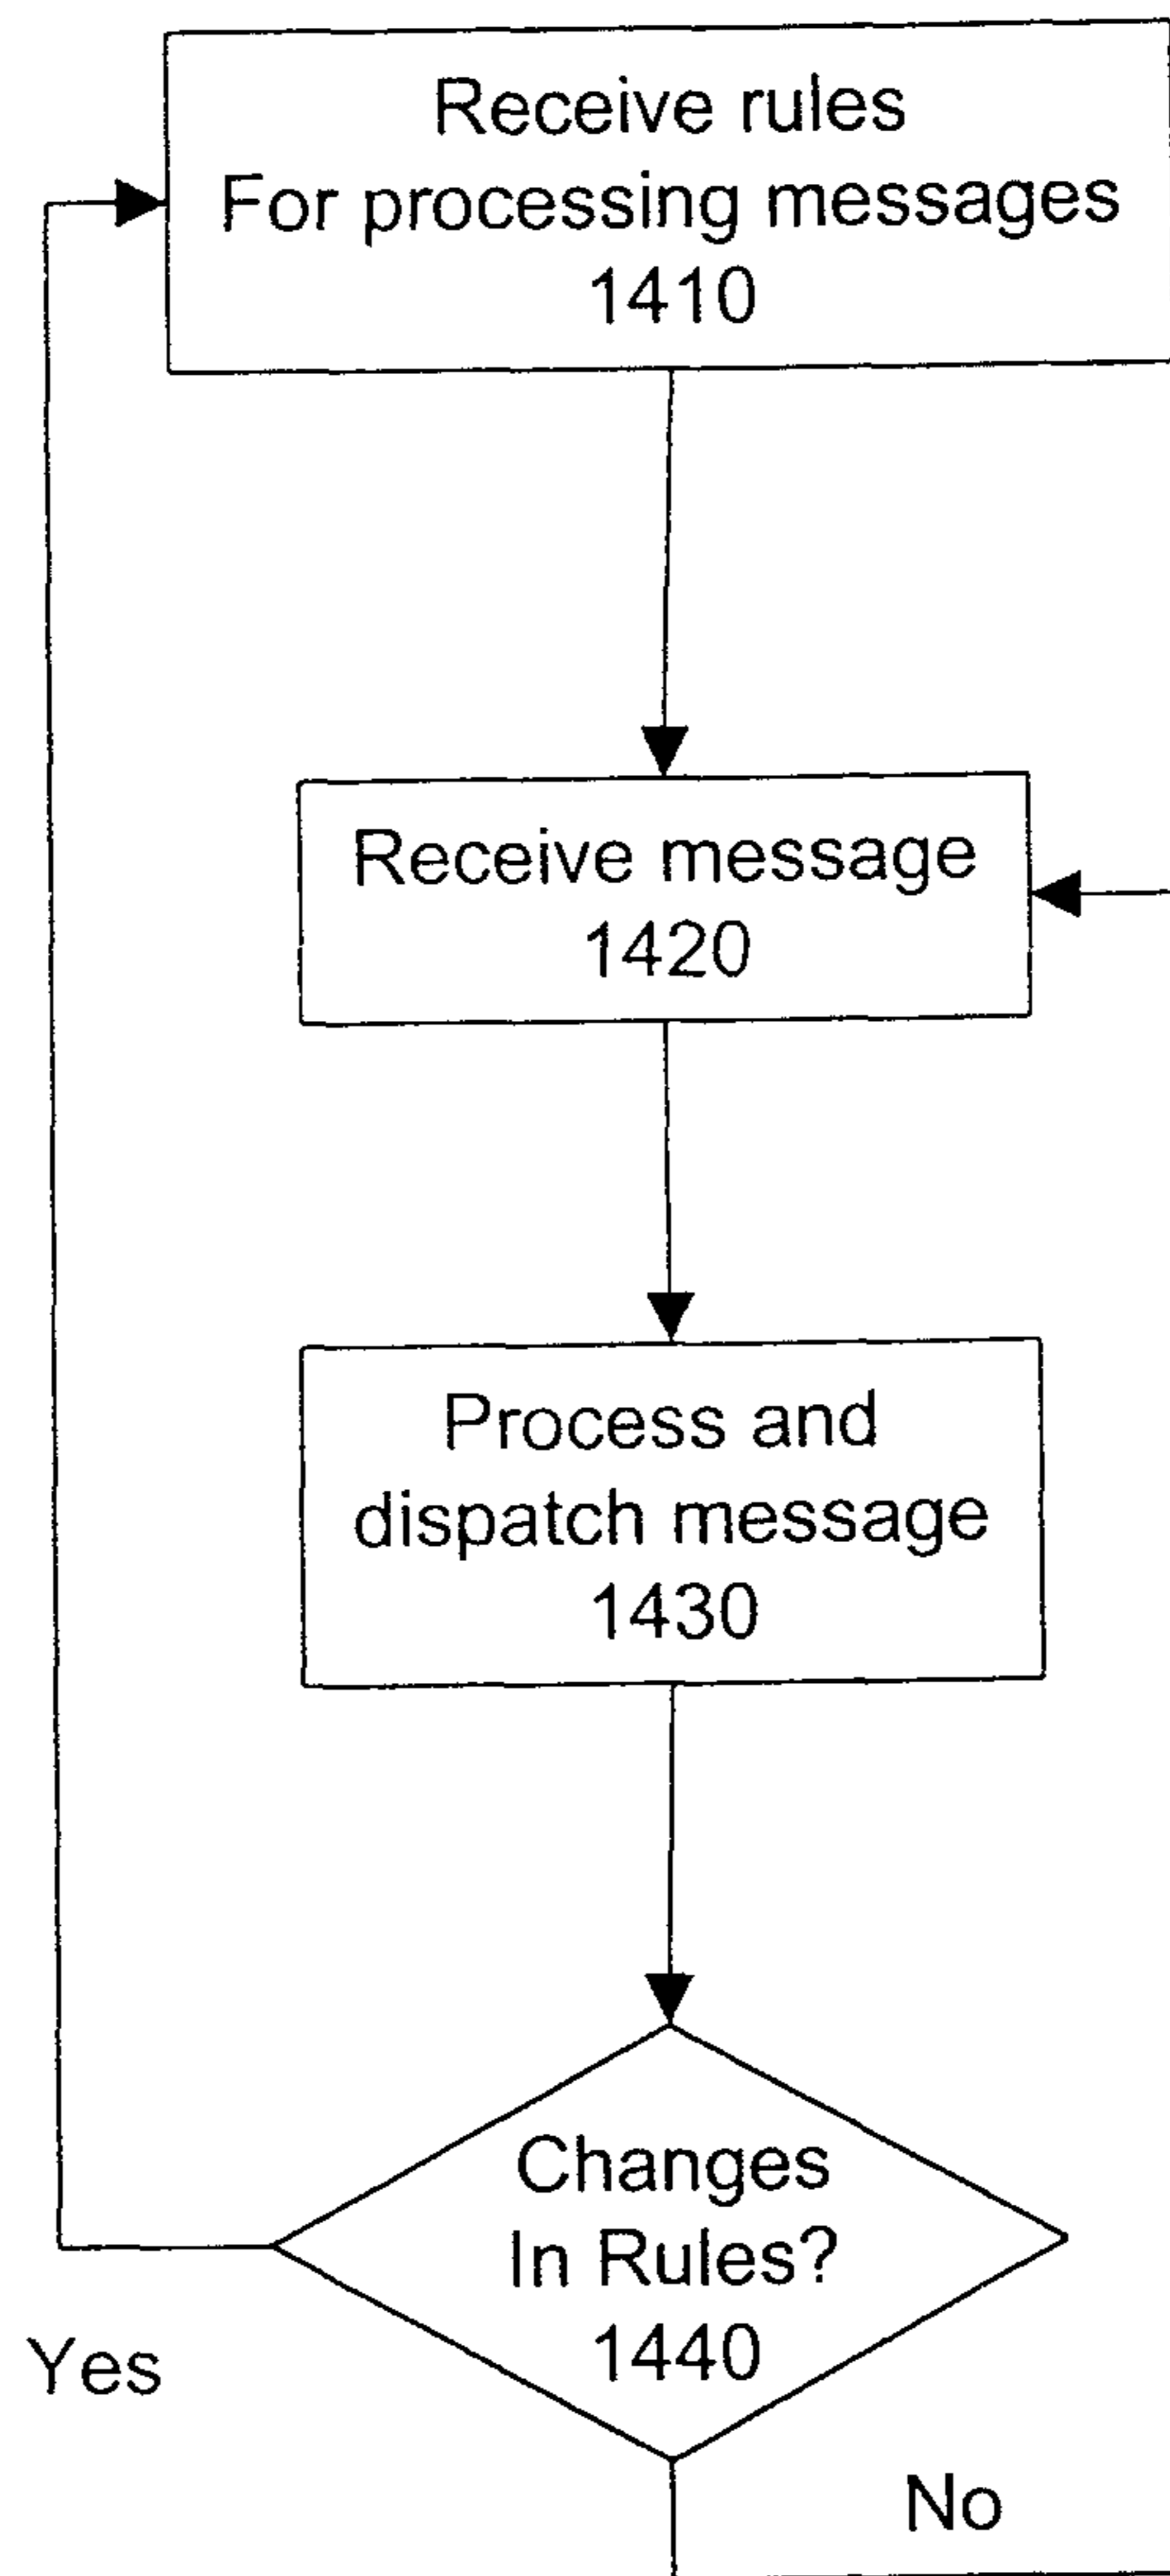 Receive rules
For processing messages
1410
Receive message
1420
Process and
dispatch message
1430
Changes
In Rules?
1440
Yes
No